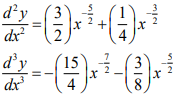 d²y/dx² = (3/2)x^(-5/2) + (1/4)x^(-3/2)
d³y/dx³ = -(15/4)x^(-7/2) - (3/8)x^(-5/2)